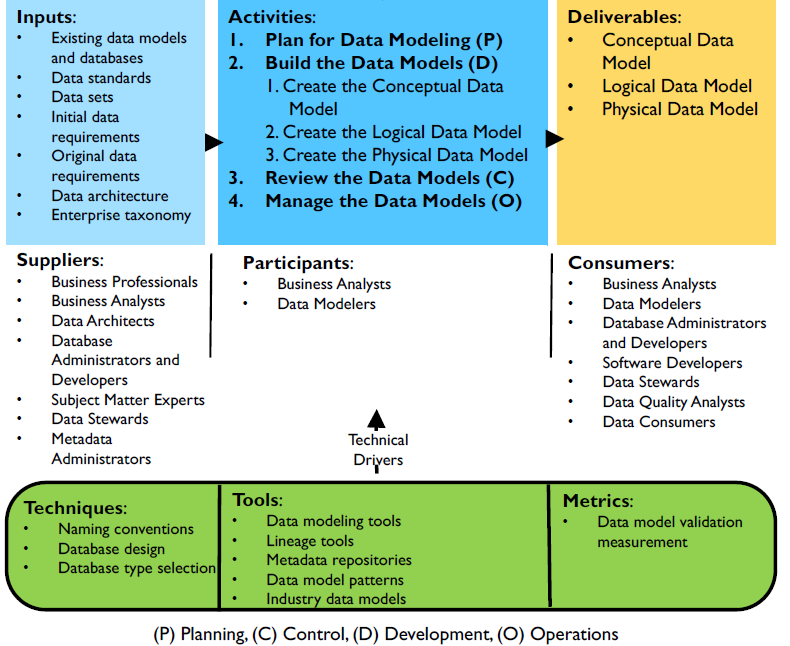 Inputs:
• Existing data models
and databases
• Data standards
• Data sets
• Initial data
requirements
• Original data
requirements
• Data architecture
• Enterprise taxonomy
Activities:
1. Plan for Data Modeling (P)
2. Build the Data Models (D)
1. Create the Conceptual Data
Model
2. Create the Logical Data Model
3. Create the Physical Data Model
3. Review the Data Models (C)
4. Manage the Data Models (O)
Deliverables:
• Conceptual Data
Model
• Logical Data Model
• Physical Data Model
Suppliers:
• Business Professionals
• Business Analysts
• Data Architects
• Database
Administrators and
Developers
• Subject Matter Experts
• Data Stewards
• Metadata
Administrators
Participants:
• Business Analysts
• Data Modelers
Consumers:
• Business Analysts
• Data Modelers
• Database Administrators
and Developers
• Software Developers
• Data Stewards
• Data Quality Analysts
• Data Consumers
Technical
Drivers
Techniques:
• Naming conventions
• Database design
• Database type selection
Tools:
• Data modeling tools
• Lineage tools
• Metadata repositories
• Data model patterns
• Industry data models
Metrics:
• Data model validation
measurement
(P) Planning, (C) Control, (D) Development, (O) Operations